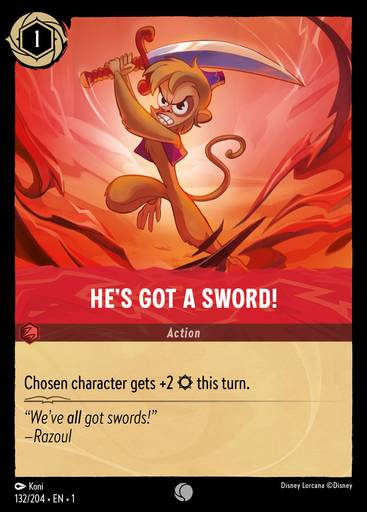 1
HE'S GOT A SWORD!
Action
Chosen character gets +2 this turn.
“We've all got swords!”
–Razoul
Koni
Disney Lorcana ©Disney
132/204 • EN • 1